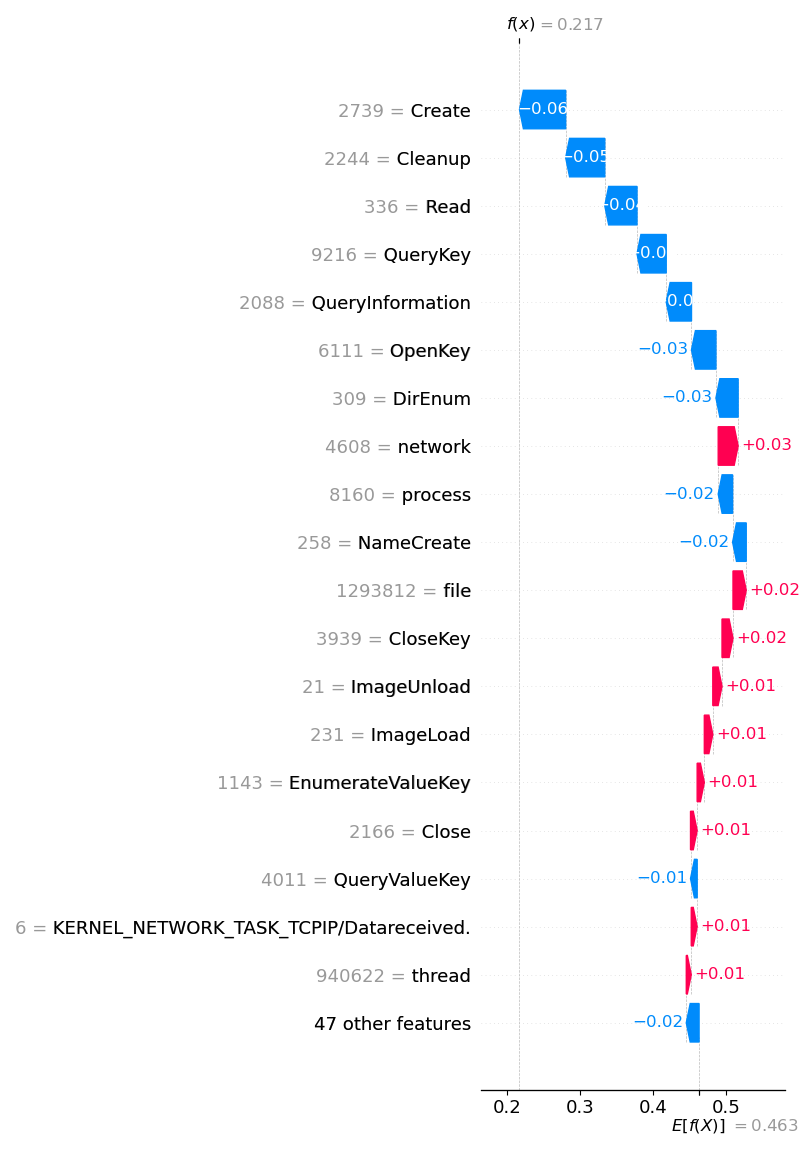 f(x) = 0.217
2739 = Create −0.06
2244 = Cleanup −0.05
336 = Read −0.04
9216 = QueryKey
2088 = QueryInformation
6111 = OpenKey −0.03
309 = DirEnum −0.03
4608 = network +0.03
8160 = process −0.02
258 = NameCreate −0.02
1293812 = file +0.02
3939 = CloseKey +0.02
21 = ImageUnload +0.01
231 = ImageLoad +0.01
1143 = EnumerateValueKey +0.01
2166 = Close +0.01
4011 = QueryValueKey −0.01
6 = KERNEL_NETWORK_TASK_TCPIP/Datareceived. +0.01
940622 = thread +0.01
47 other features −0.02
0.2 0.3 0.4 0.5
E[f(X)] = 0.463